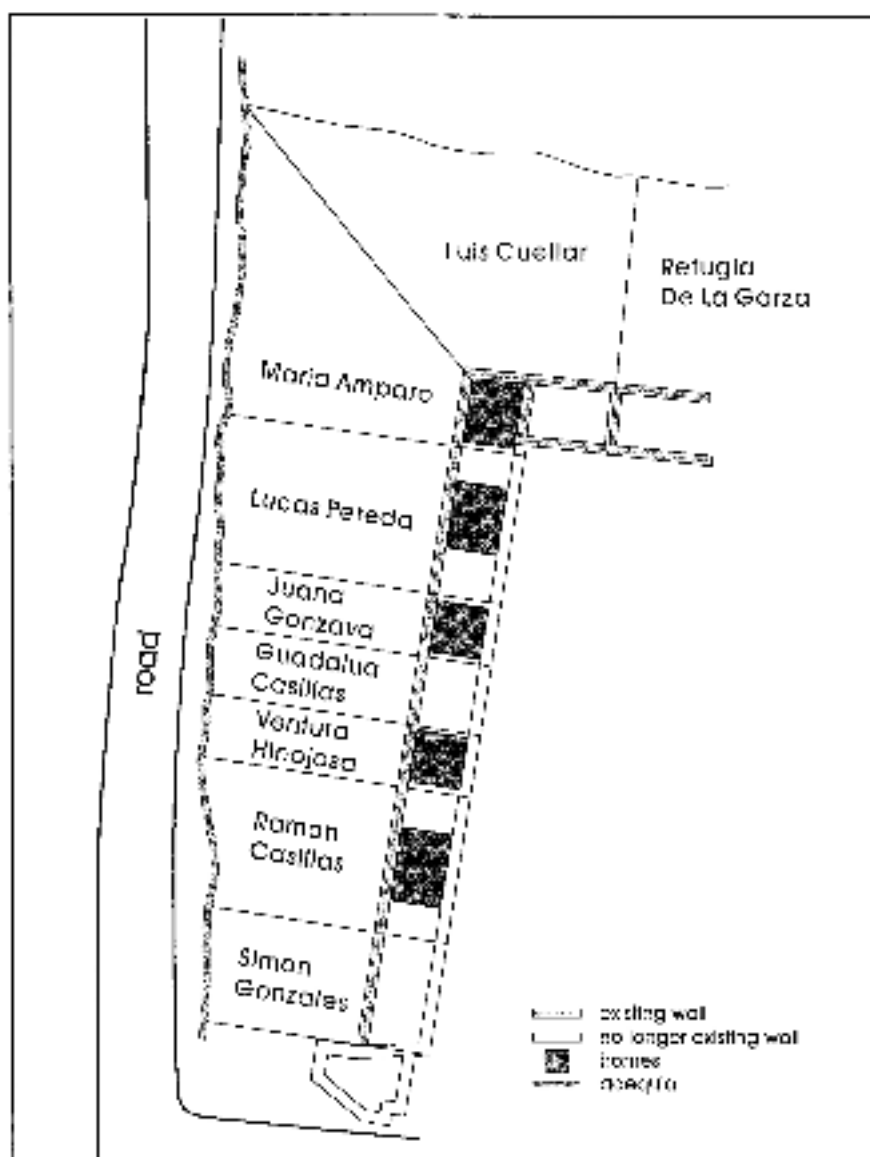 Luis Cuellar
Refugia
De La Garza
Maria Amparo
Lucas Pereda
Juana
Gonzava
Guadalua
Casillas
Ventura
Hinojosa
Ramon
Casillas
Simon
Gonzales
road
existing wall
no longer existing wall
homes
acequia